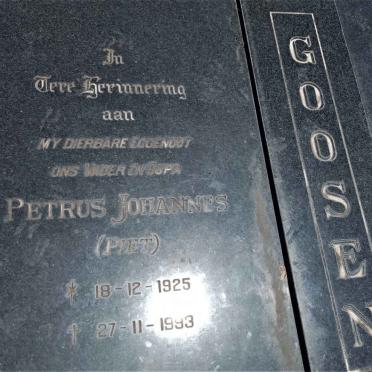 In
Tere Herinnering
aan
MY DIERBARE EGGENOOT
ONS VADER EN OUPA
PETRUS JOHANNES
(PIET)
* 18-12-1925
† 27-11-1993
GOOSEN